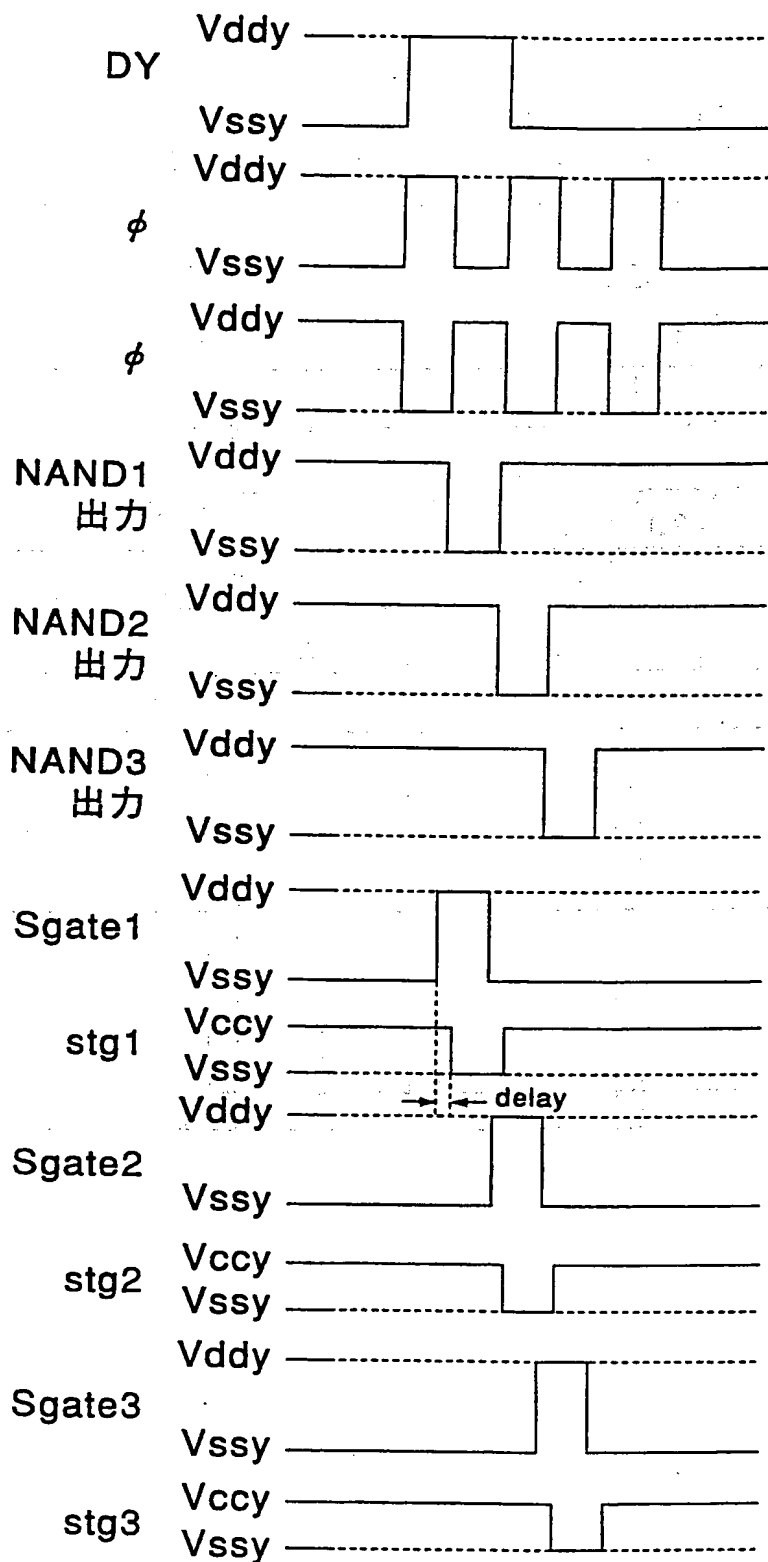 Vddy
DY
Vssy
Vddy
φ
Vssy
Vddy
φ
Vssy
Vddy
NAND1
出力
Vssy
Vddy
NAND2
出力
Vssy
Vddy
NAND3
出力
Vssy
Vddy
Sgate1
Vssy
Vccy
stg1
Vssy
delay
Vddy
Sgate2
Vssy
Vccy
stg2
Vssy
Vddy
Sgate3
Vssy
Vccy
stg3
Vssy